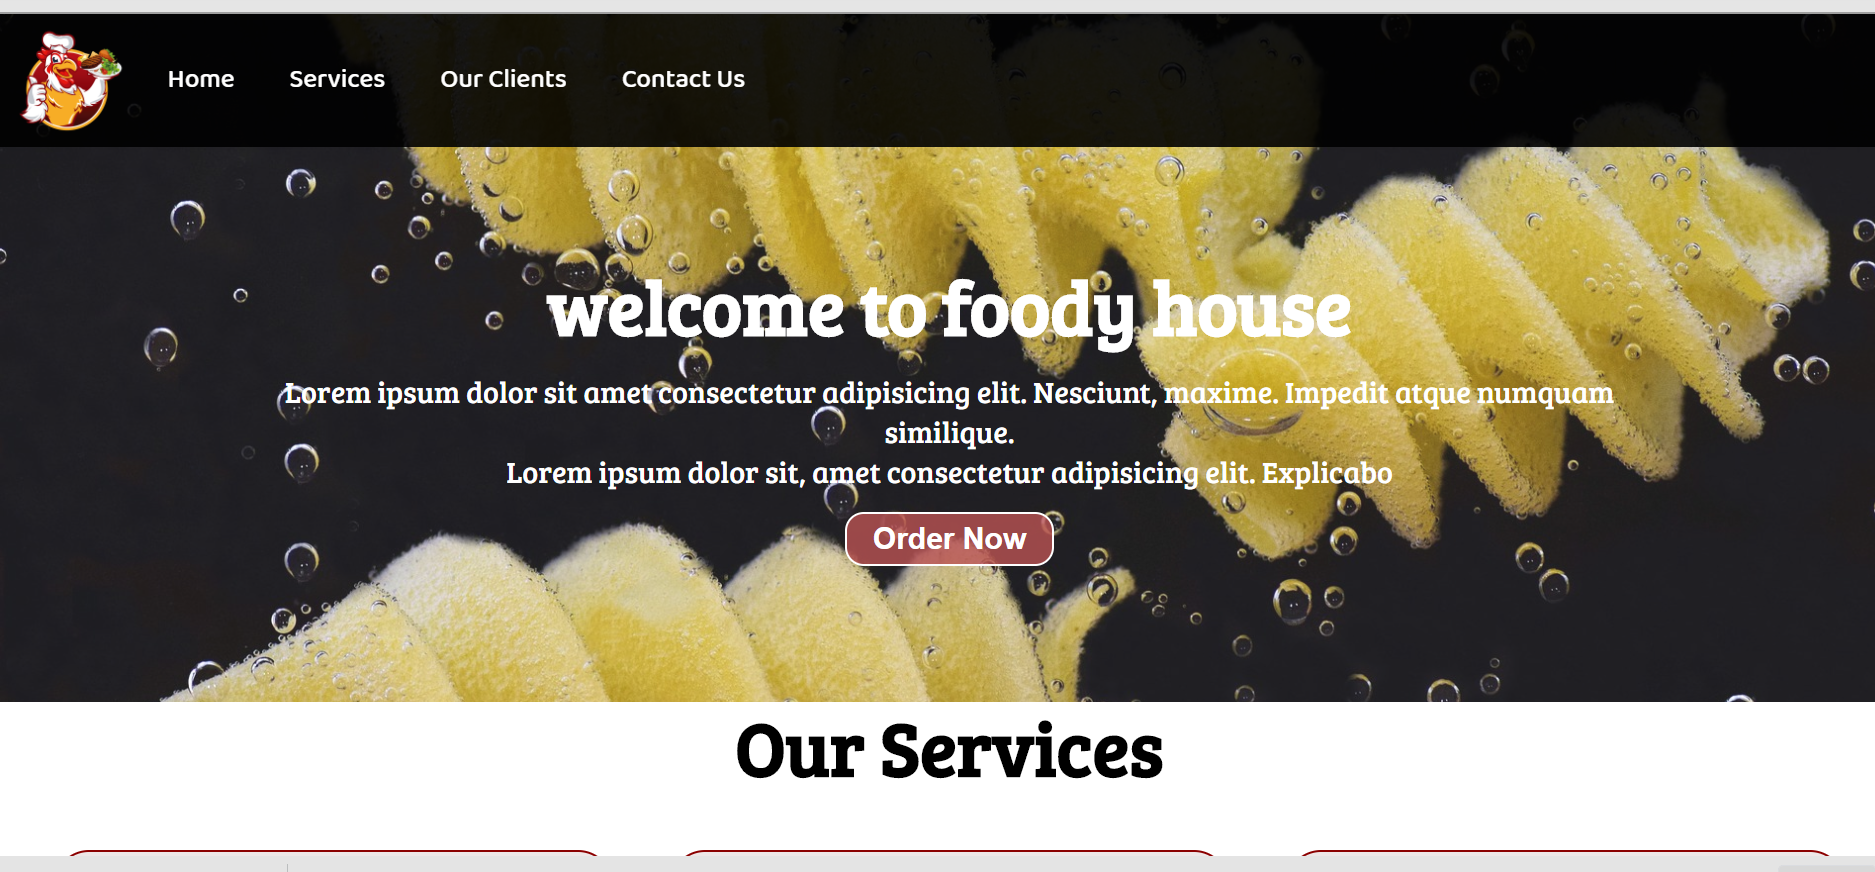 Home Services Our Clients Contact Us
welcome to foody house
Lorem ipsum dolor sit amet consectetur adipisicing elit. Nesciunt, maxime. Impedit atque numquam
similique.
Lorem ipsum dolor sit, amet consectetur adipisicing elit. Explicabo
Order Now
Our Services